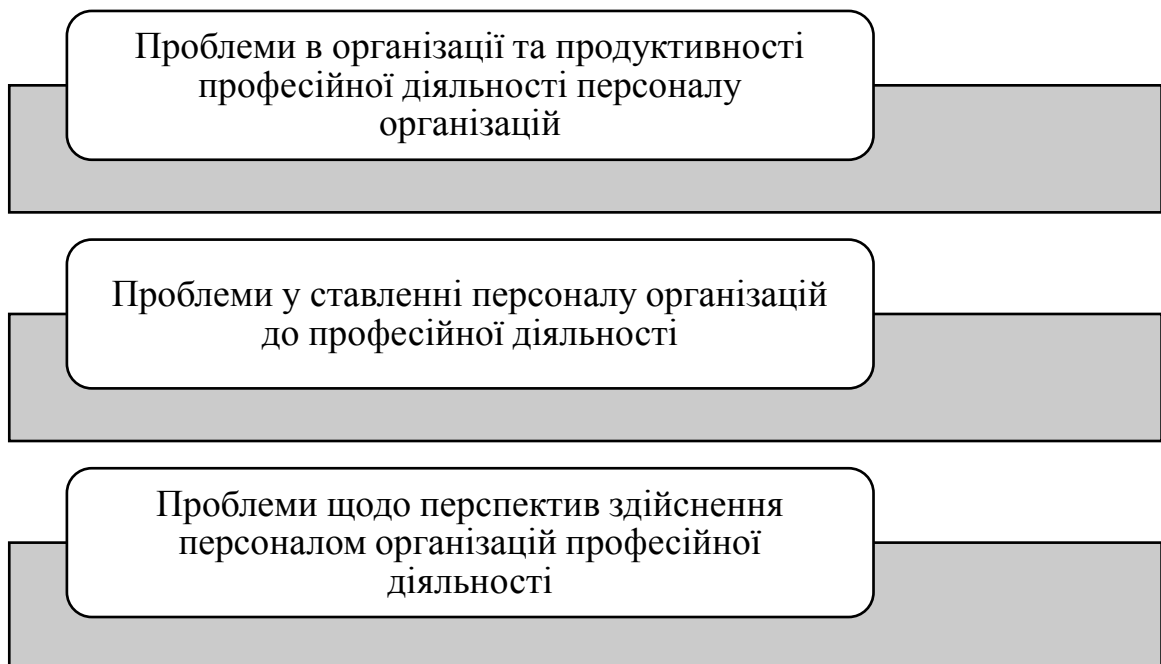 Проблеми в організації та продуктивності
професійної діяльності персоналу
організацій
Проблеми у ставленні персоналу організацій
до професійної діяльності
Проблеми щодо перспектив здійснення
персоналом організацій професійної
діяльності